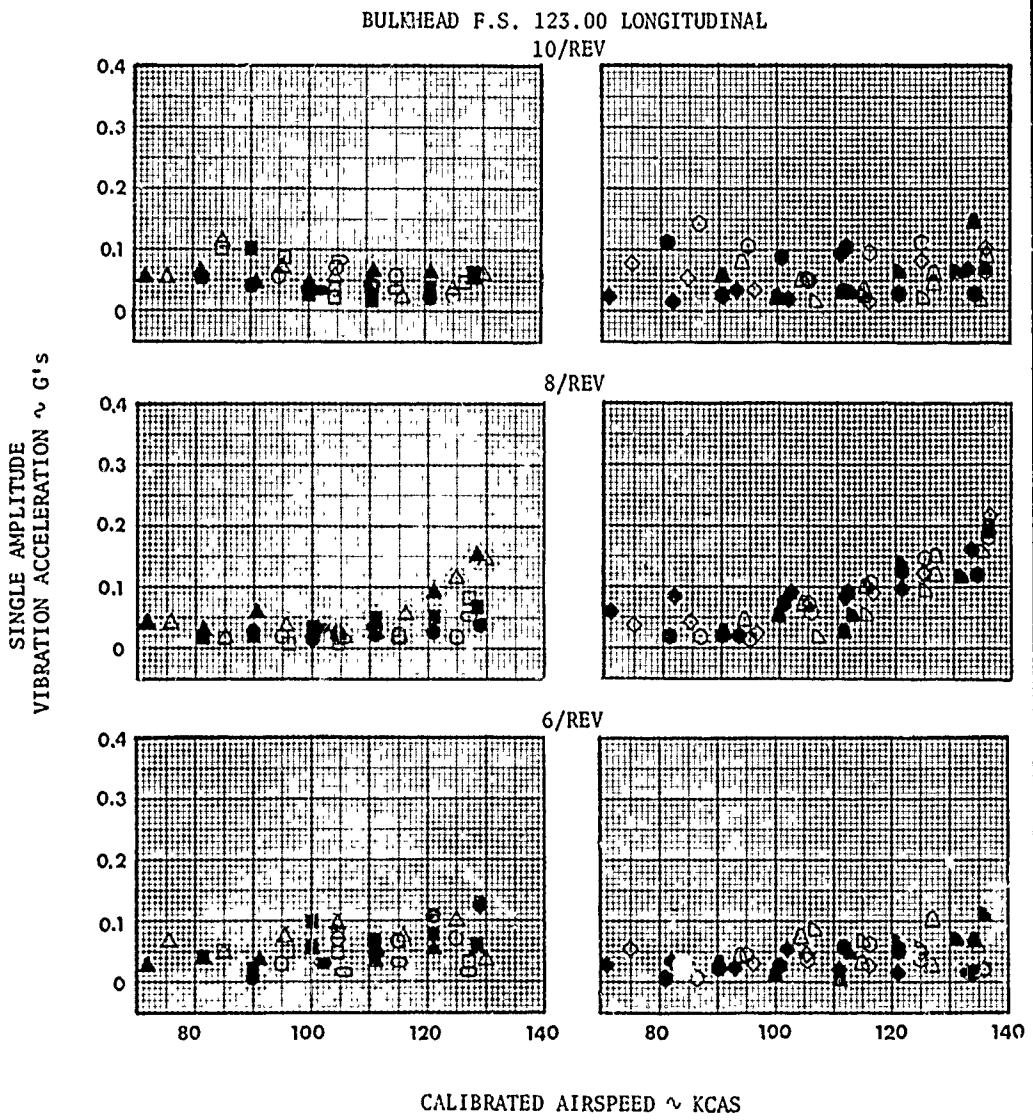 BULKHEAD F.S. 123.00 LONGITUDINAL
10/REV
0.4
0.3
0.2
0.1
0
8/REV
0.4
0.3
0.2
0.1
0
6/REV
0.4
0.3
0.2
0.1
0
80 100 120 140
80 100 120 140
SINGLE AMPLITUDE
VIBRATION ACCELERATION ~ G's
CALIBRATED AIRSPEED ~ KCAS